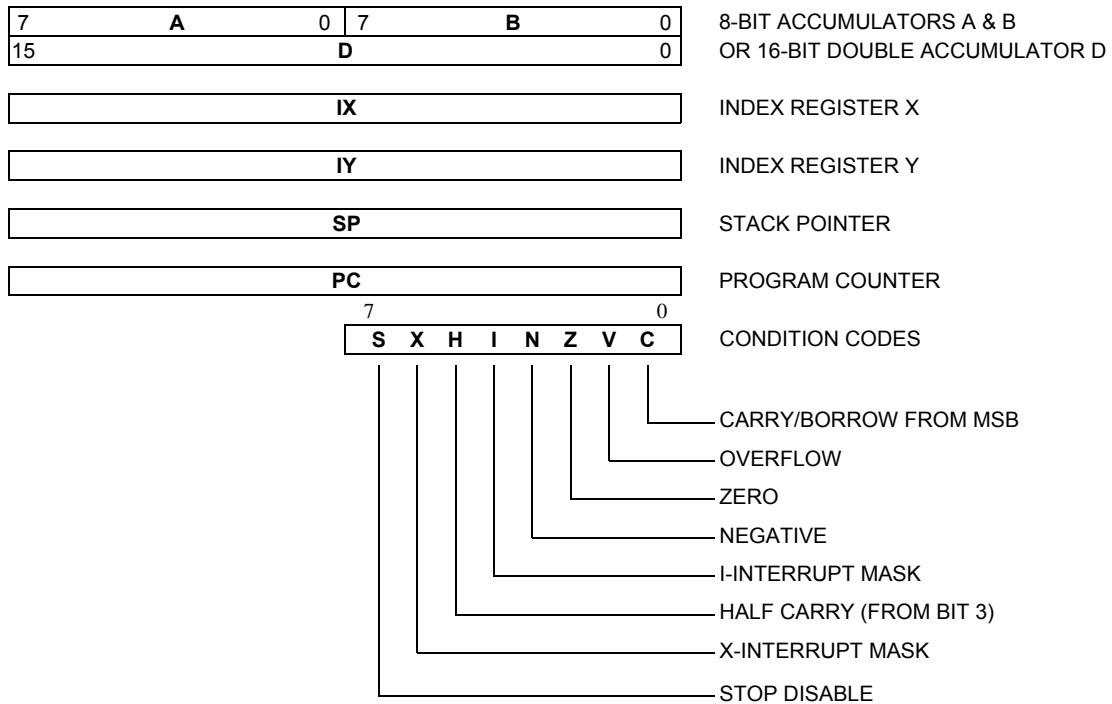 7 A 0 7 B 0 8-BIT ACCUMULATORS A & B
15 D 0 OR 16-BIT DOUBLE ACCUMULATOR D
IX INDEX REGISTER X
IY INDEX REGISTER Y
SP STACK POINTER
PC PROGRAM COUNTER
7 0
S X H I N Z V C CONDITION CODES
CARRY/BORROW FROM MSB
OVERFLOW
ZERO
NEGATIVE
I-INTERRUPT MASK
HALF CARRY (FROM BIT 3)
X-INTERRUPT MASK
STOP DISABLE